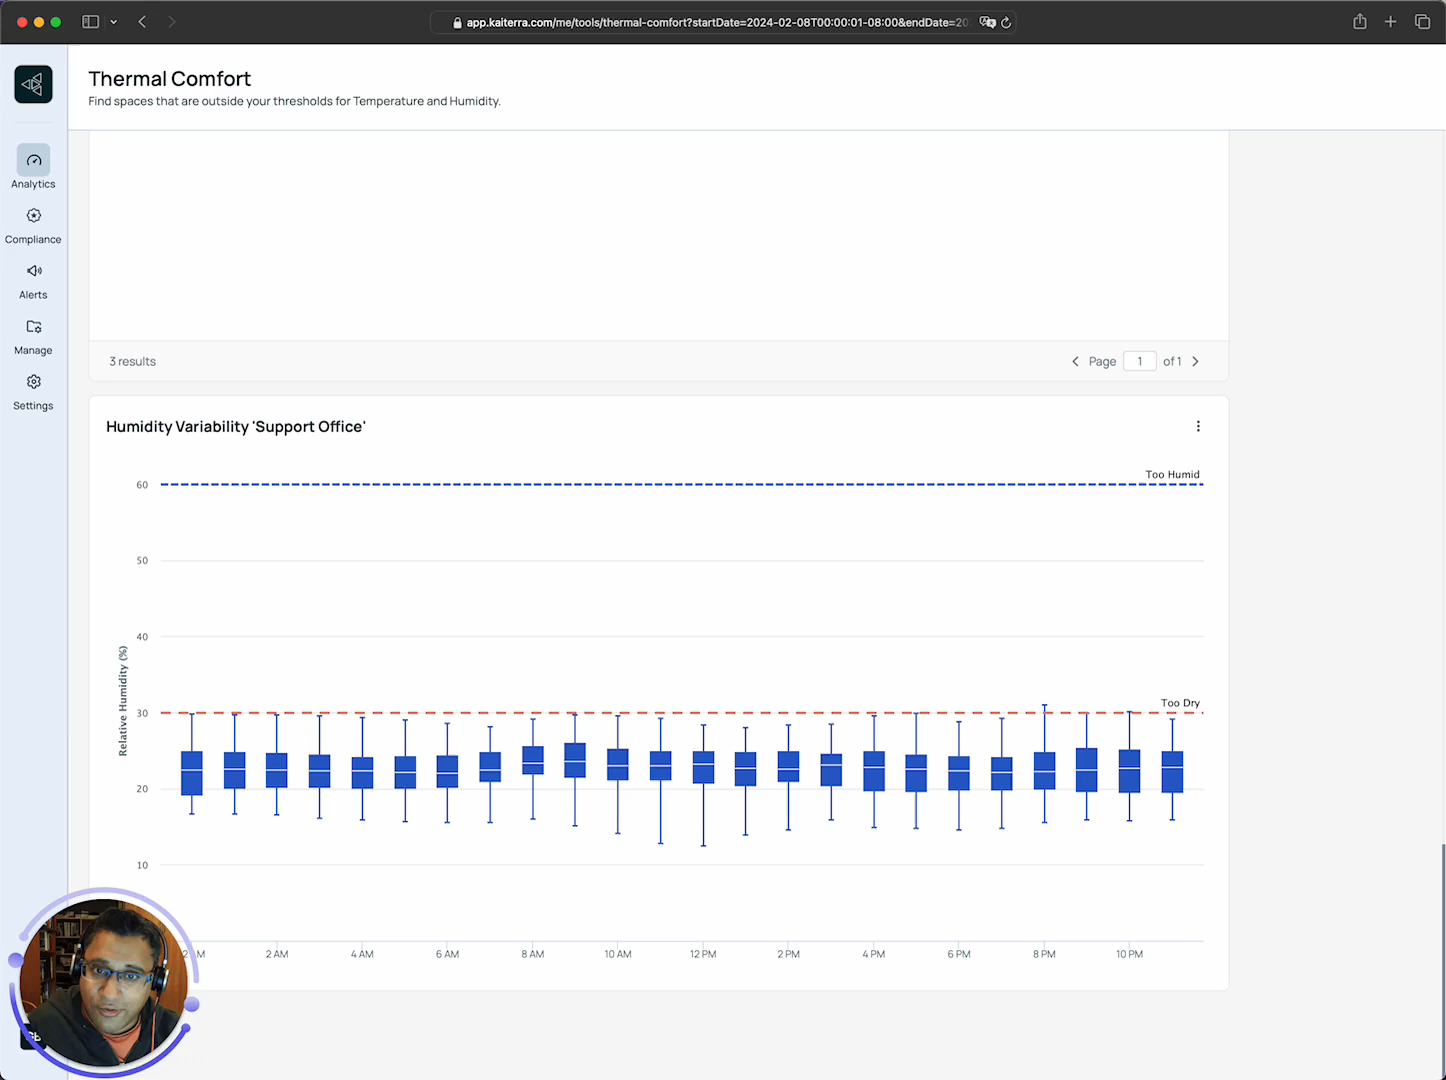 app.kaiterra.com/me/tools/thermal-comfort?startDate=2024-02-08T00:00:01-08:00&endDate=20
Thermal Comfort
Find spaces that are outside your thresholds for Temperature and Humidity.
Analytics
Compliance
Alerts
Manage
Settings
3 results
Page 1 of 1
Humidity Variability 'Support Office'
Too Humid
60
50
40
Relative Humidity (%)
Too Dry
30
20
10
2 AM
4 AM
6 AM
8 AM
10 AM
12 PM
2 PM
4 PM
6 PM
8 PM
10 PM